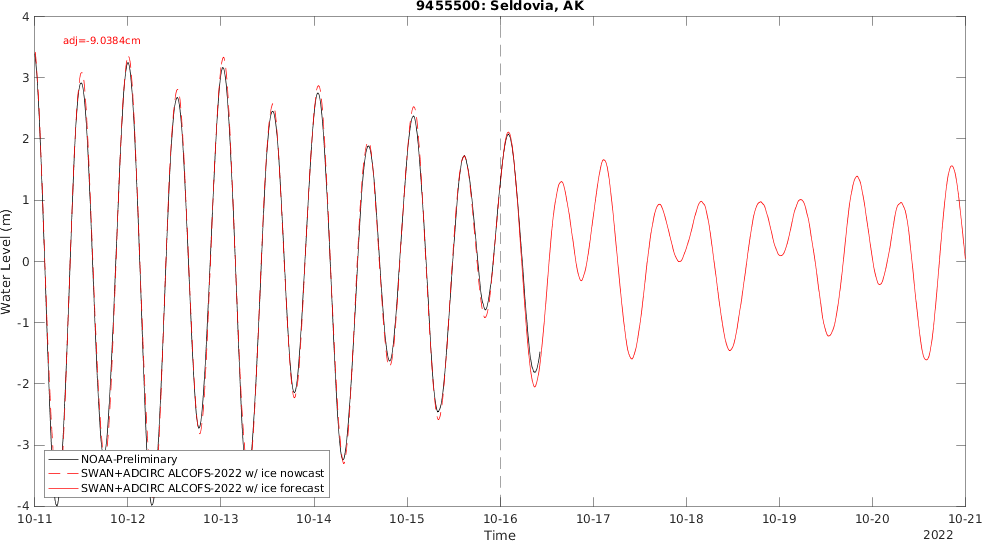 9455500: Seldovia, AK
adj=-9.0384cm
Water Level (m)
4
3
2
1
0
-1
-2
-3
-4
NOAA-Preliminary
SWAN+ADCIRC ALCOFS-2022 w/ ice nowcast
SWAN+ADCIRC ALCOFS-2022 w/ ice forecast
10-11 10-12 10-13 10-14 10-15 10-16 10-17 10-18 10-19 10-20 10-21
Time
2022